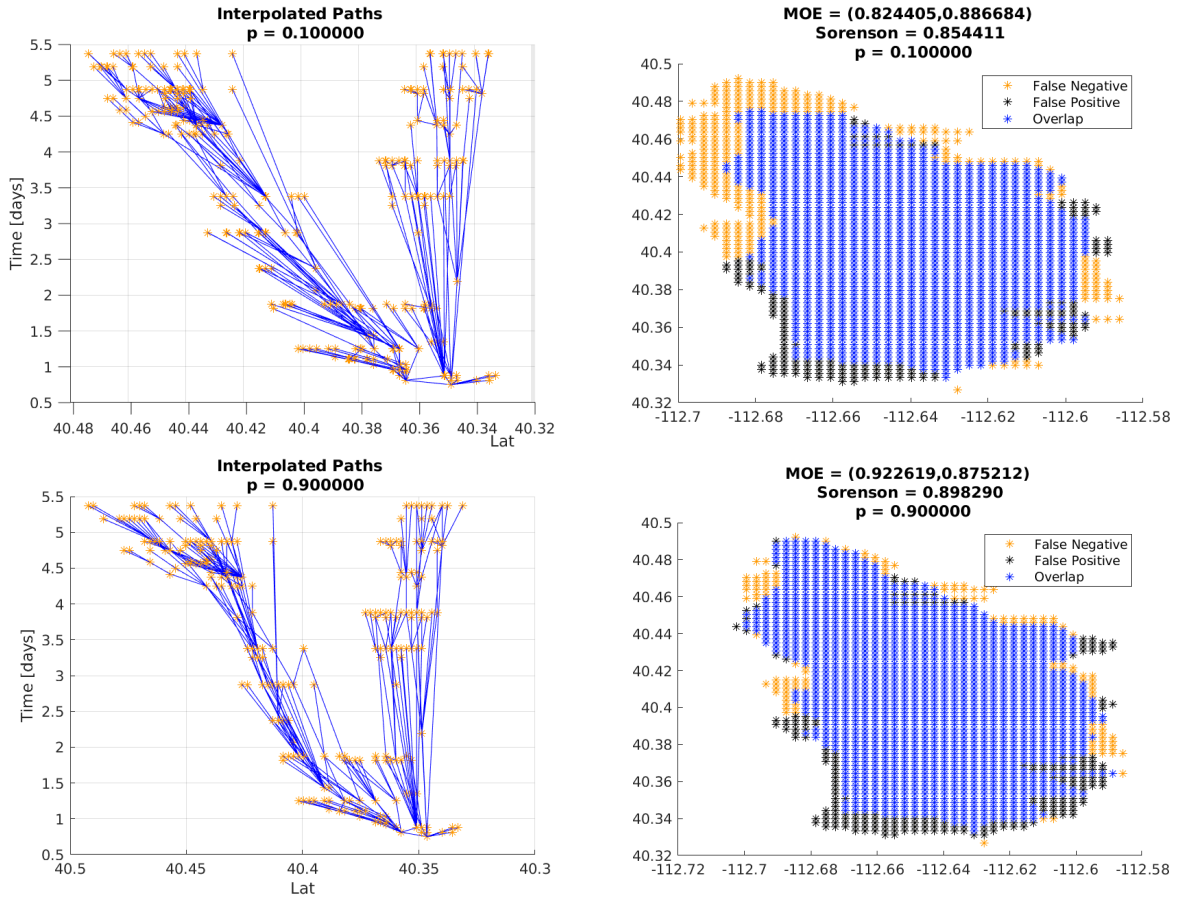 Interpolated Paths
p = 0.100000
5.5
5
4.5
4
3.5
3
2.5
2
1.5
1
0.5
Time [days]
40.48 40.46 40.44 40.42 40.4 40.38 40.36 40.34 40.32
Lat
MOE = (0.824405,0.886684)
Sorenson = 0.854411
p = 0.100000
False Negative
False Positive
Overlap
40.5
40.48
40.46
40.44
40.42
40.4
40.38
40.36
40.34
40.32
-112.7 -112.68 -112.66 -112.64 -112.62 -112.6 -112.58
Interpolated Paths
p = 0.900000
5.5
5
4.5
4
3.5
3
2.5
2
1.5
1
0.5
Time [days]
40.5 40.45 40.4 40.35 40.3
Lat
MOE = (0.922619,0.875212)
Sorenson = 0.898290
p = 0.900000
False Negative
False Positive
Overlap
40.5
40.48
40.46
40.44
40.42
40.4
40.38
40.36
40.34
40.32
-112.72 -112.7 -112.68 -112.66 -112.64 -112.62 -112.6 -112.58